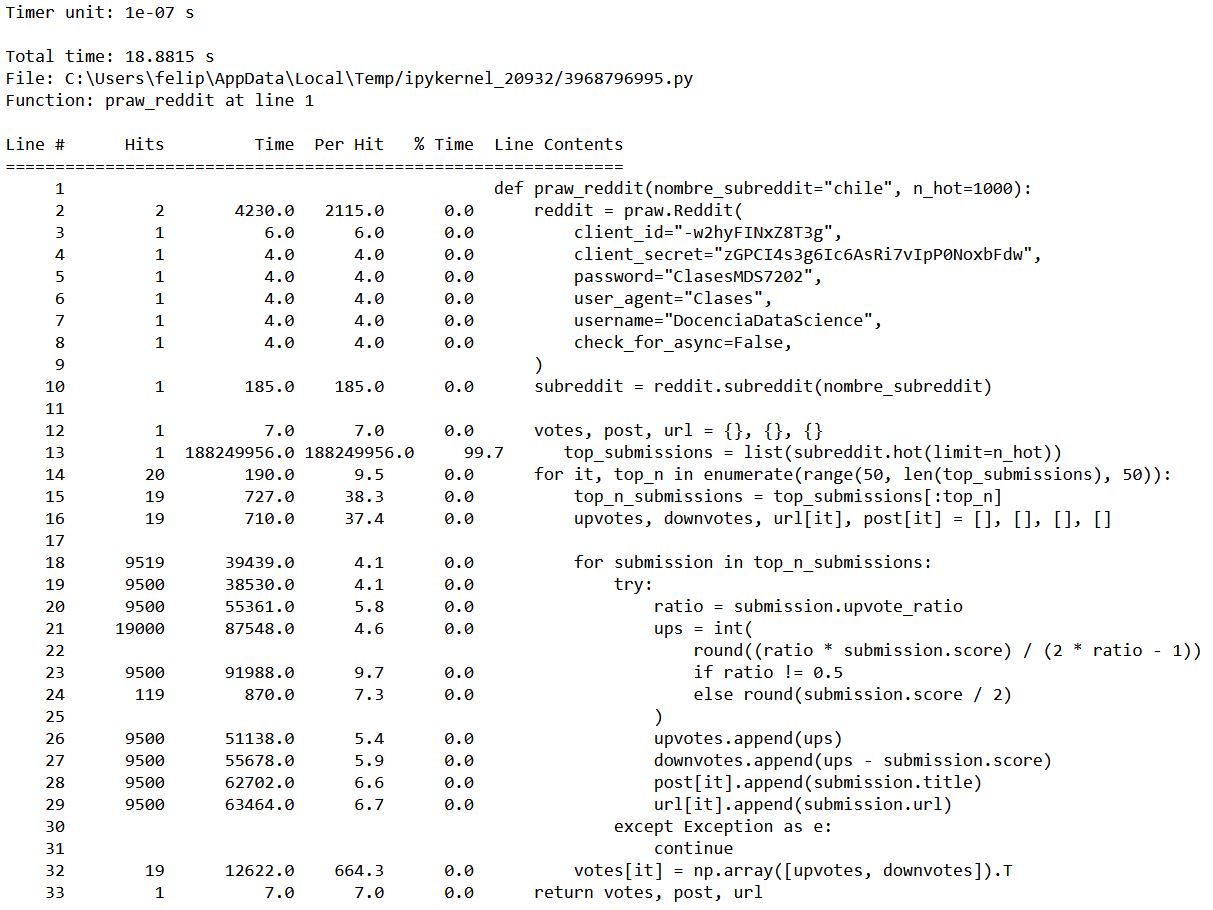 Timer unit: 1e-07 s
Total time: 18.8815 s
File: C:\Users\felip\AppData\Local\Temp/ipykernel_20932/3968796995.py
Function: praw_reddit at line 1
Line #      Hits         Time  Per Hit   % Time  Line Contents
==============================================================
     1                                           def praw_reddit(nombre_subreddit="chile", n_hot=1000):
     2         2       4230.0   2115.0      0.0      reddit = praw.Reddit(
     3         1          6.0      6.0      0.0          client_id="-w2hyFINxZ8T3g",
     4         1          4.0      4.0      0.0          client_secret="zGPCI4s3g6Ic6AsRi7vIpP0NoxbFdw",
     5         1          4.0      4.0      0.0          password="ClasesMDS7202",
     6         1          4.0      4.0      0.0          user_agent="Clases",
     7         1          4.0      4.0      0.0          username="DocenciaDataScience",
     8         1          4.0      4.0      0.0          check_for_async=False,
     9                                               )
    10         1        185.0    185.0      0.0      subreddit = reddit.subreddit(nombre_subreddit)
    11
    12         1          7.0      7.0      0.0      votes, post, url = {}, {}, {}
    13         1  188249956.0 188249956.0     99.7      top_submissions = list(subreddit.hot(limit=n_hot))
    14        20        190.0      9.5      0.0      for it, top_n in enumerate(range(50, len(top_submissions), 50)):
    15        19        727.0     38.3      0.0          top_n_submissions = top_submissions[:top_n]
    16        19        710.0     37.4      0.0          upvotes, downvotes, url[it], post[it] = [], [], [], []
    17
    18      9519      39439.0      4.1      0.0          for submission in top_n_submissions:
    19      9500      38530.0      4.1      0.0              try:
    20      9500      55361.0      5.8      0.0                  ratio = submission.upvote_ratio
    21     19000      87548.0      4.6      0.0                  ups = int(
    22                                                               round((ratio * submission.score) / (2 * ratio - 1))
    23      9500      91988.0      9.7      0.0                      if ratio != 0.5
    24       119        870.0      7.3      0.0                      else round(submission.score / 2)
    25                                                           )
    26      9500      51138.0      5.4      0.0                  upvotes.append(ups)
    27      9500      55678.0      5.9      0.0                  downvotes.append(ups - submission.score)
    28      9500      62702.0      6.6      0.0                  post[it].append(submission.title)
    29      9500      63464.0      6.7      0.0                  url[it].append(submission.url)
    30                                                       except Exception as e:
    31                                                           continue
    32        19      12622.0    664.3      0.0          votes[it] = np.array([upvotes, downvotes]).T
    33         1          7.0      7.0      0.0      return votes, post, url